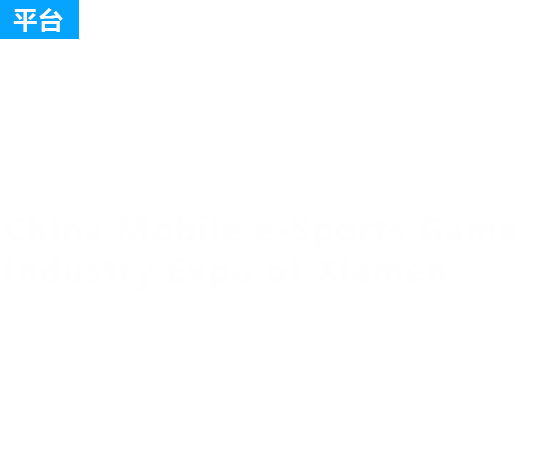 平台
China Mobile e-Sports Game
Industry Expo of Xiamen